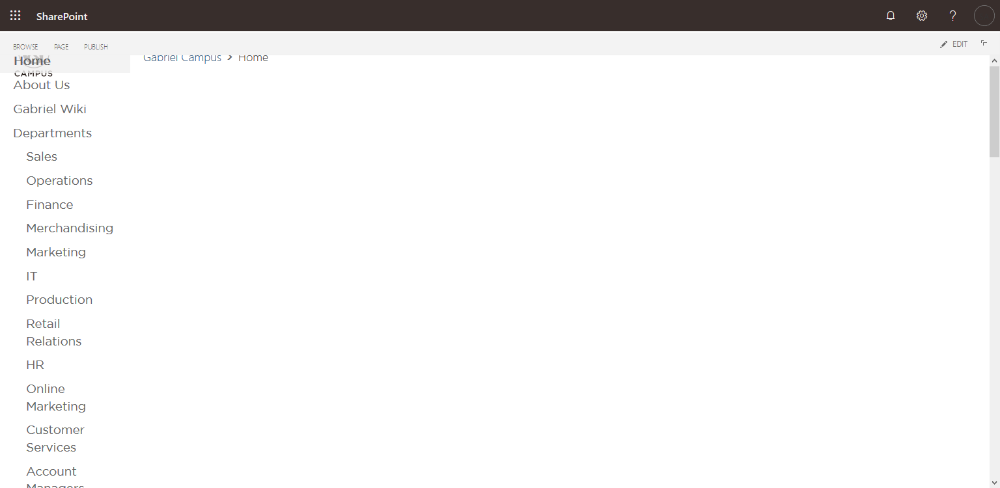 SharePoint
BROWSE PAGE PUBLISH
EDIT
Gabriel Campus > Home
Home
CAMPUS
About Us
Gabriel Wiki
Departments
Sales
Operations
Finance
Merchandising
Marketing
IT
Production
Retail
Relations
HR
Online
Marketing
Customer
Services
Account
Managers